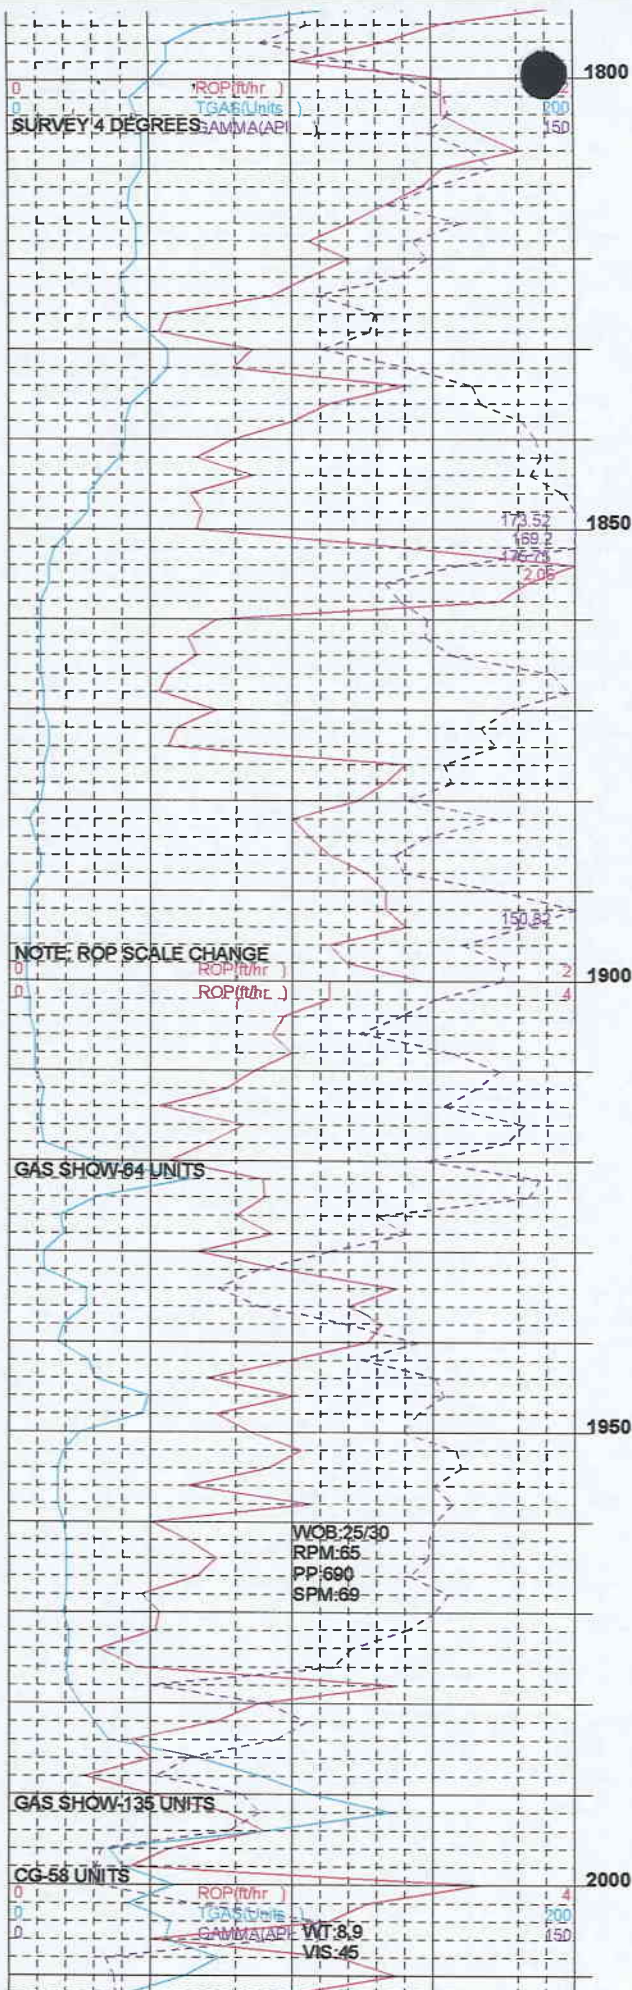 1800
0 ROP(ft/hr ) 2
0 TGAS(Units ) 200
SURVEY 4 DEGREES GAMMA(API ) 150
173.52
1850
169.2
175.71
2.06
150.82
NOTE: ROP SCALE CHANGE
0 ROP(ft/hr ) 2
1900
0 ROP(ft/hr ) 4
GAS SHOW-64 UNITS
1950
WOB:25/30
RPM:65
PP:690
SPM:69
GAS SHOW-135 UNITS
CG-58 UNITS
2000
0 ROP(ft/hr ) 4
0 TGAS(Units ) 200
0 GAMMA(API WT:8.9 150
VIS:45